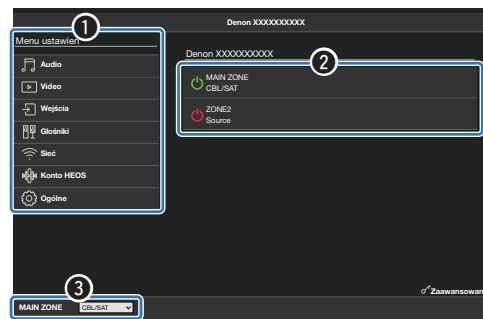 Denon XXXXXXXXXX
1
Menu ustawień
Audio
Video
Wejścia
Głośniki
Sieć
Konto HEOS
Ogólne
Denon XXXXXXXXXX
2
MAIN ZONE
CBL/SAT
ZONE2
Source
Zaawansowan
3
MAIN ZONE CBL/SAT